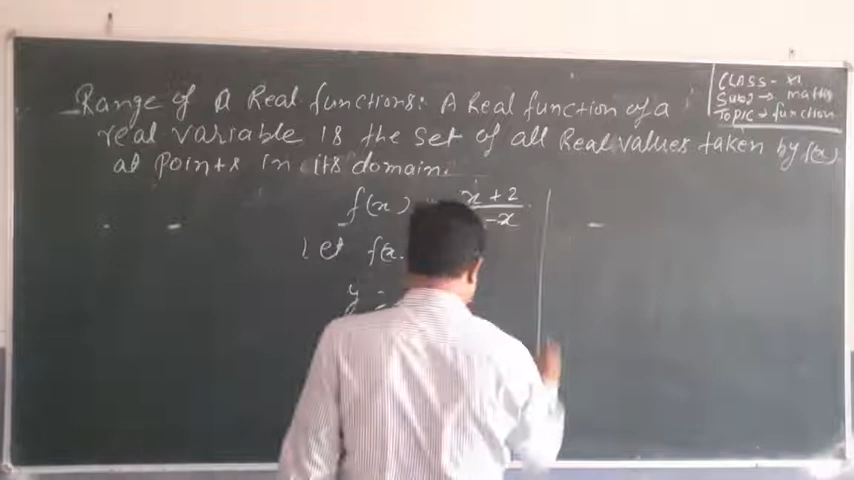 Range of A Real functions: A Real function of a
real variable is the set of all Real values taken by f(x)
at points in its domain.
CLASS - XI
Sub → maths
Topic → function
f(x) x + 2
-x
Let f(x
y =